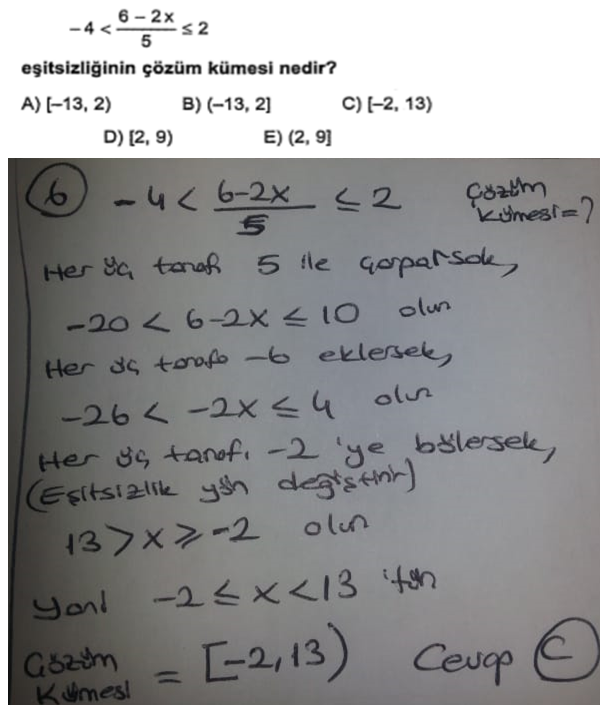 -4 < (6 - 2x)/5 ≤ 2
eşitsizliğinin çözüm kümesi nedir?
A) [–13, 2) B) (–13, 2] C) [–2, 13)
D) [2, 9) E) (2, 9]
6 -4 < (6-2x)/5 ≤ 2 Çözüm
Kümesi=?
Her üç tarafı 5 ile çarparsak,
-20 < 6-2x ≤ 10 olur
Her üç tarafa -6 eklersek,
-26 < -2x ≤ 4 olur
Her üç tarafı -2 'ye bölersek,
(Eşitsizlik yön değiştirir)
13 > x ≥ -2 olur
Yani -2 ≤ x < 13 'tür
Çözüm
Kümesi = [-2, 13) Cevap C